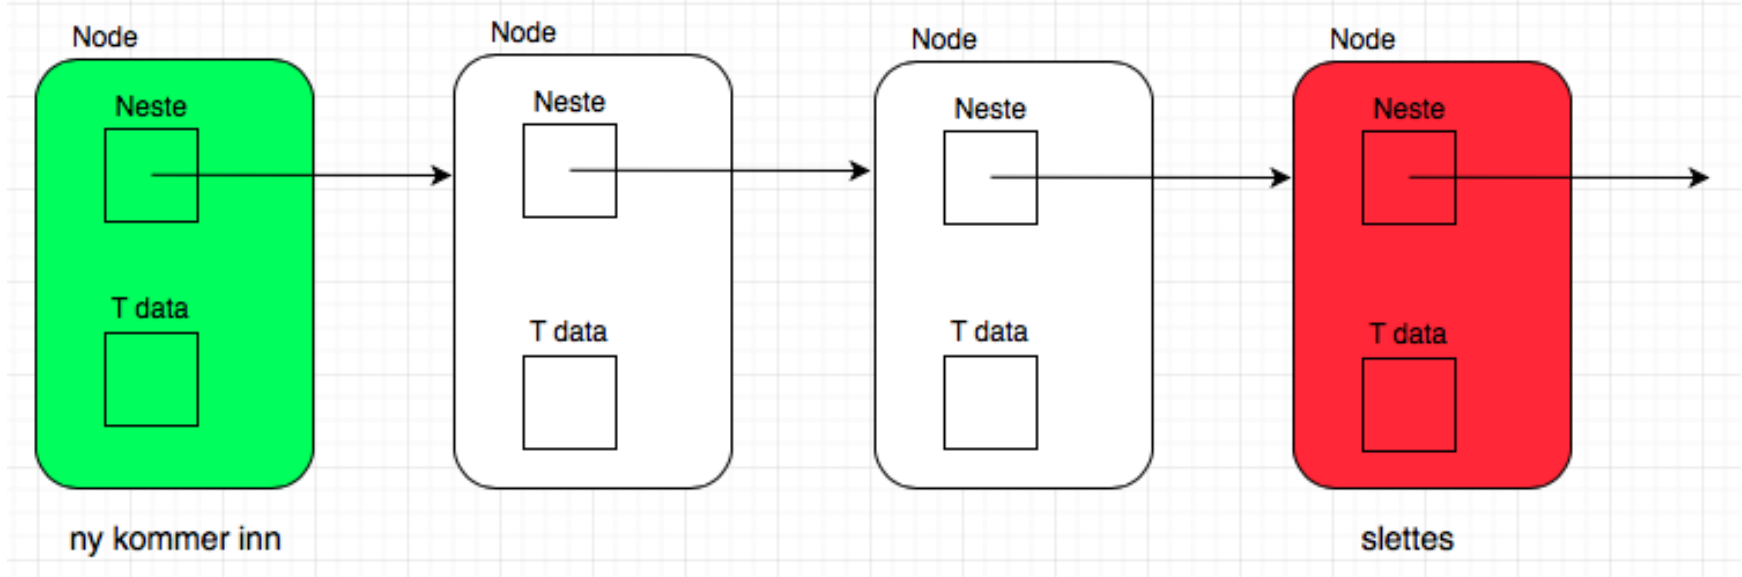 Node
Neste
T data
ny kommer inn
Node
Neste
T data
Node
Neste
T data
Node
Neste
T data
slettes